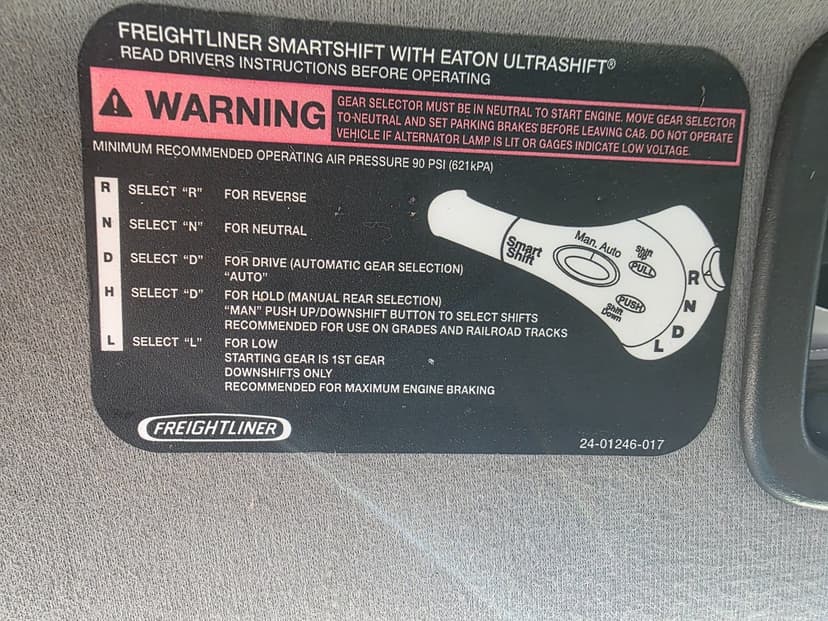 FREIGHTLINER SMARTSHIFT WITH EATON ULTRASHIFT®
READ DRIVERS INSTRUCTIONS BEFORE OPERATING
WARNING
GEAR SELECTOR MUST BE IN NEUTRAL TO START ENGINE. MOVE GEAR SELECTOR
TO-NEUTRAL AND SET PARKING BRAKES BEFORE LEAVING CAB. DO NOT OPERATE
VEHICLE IF ALTERNATOR LAMP IS LIT OR GAGES INDICATE LOW VOLTAGE.
MINIMUM RECOMMENDED OPERATING AIR PRESSURE 90 PSI (621kPA)
R SELECT “R” FOR REVERSE
N SELECT “N” FOR NEUTRAL
D SELECT “D” FOR DRIVE (AUTOMATIC GEAR SELECTION)
“AUTO”
H SELECT “D” FOR HOLD (MANUAL REAR SELECTION)
“MAN” PUSH UP/DOWNSHIFT BUTTON TO SELECT SHIFTS
RECOMMENDED FOR USE ON GRADES AND RAILROAD TRACKS
L SELECT “L” FOR LOW
STARTING GEAR IS 1ST GEAR
DOWNSHIFTS ONLY
RECOMMENDED FOR MAXIMUM ENGINE BRAKING
Smart
Shift
Man. Auto
Shift
UP
PULL
PUSH
Shift
Down
R
N
D
L
FREIGHTLINER
24-01246-017